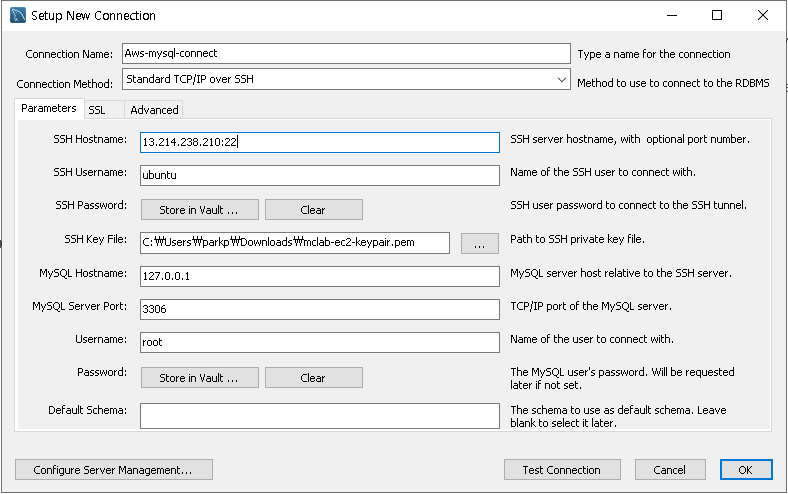 Setup New Connection
Connection Name: Aws-mysql-connect Type a name for the connection
Connection Method: Standard TCP/IP over SSH Method to use to connect to the RDBMS
Parameters SSL Advanced
SSH Hostname: 13.214.238.210:22 SSH server hostname, with optional port number.
SSH Username: ubuntu Name of the SSH user to connect with.
SSH Password: Store in Vault ... Clear SSH user password to connect to the SSH tunnel.
SSH Key File: C:₩Users₩parkp₩Downloads₩mclab-ec2-keypair.pem ... Path to SSH private key file.
MySQL Hostname: 127.0.0.1 MySQL server host relative to the SSH server.
MySQL Server Port: 3306 TCP/IP port of the MySQL server.
Username: root Name of the user to connect with.
Password: Store in Vault ... Clear The MySQL user's password. Will be requested
later if not set.
Default Schema: The schema to use as default schema. Leave
blank to select it later.
Configure Server Management... Test Connection Cancel OK